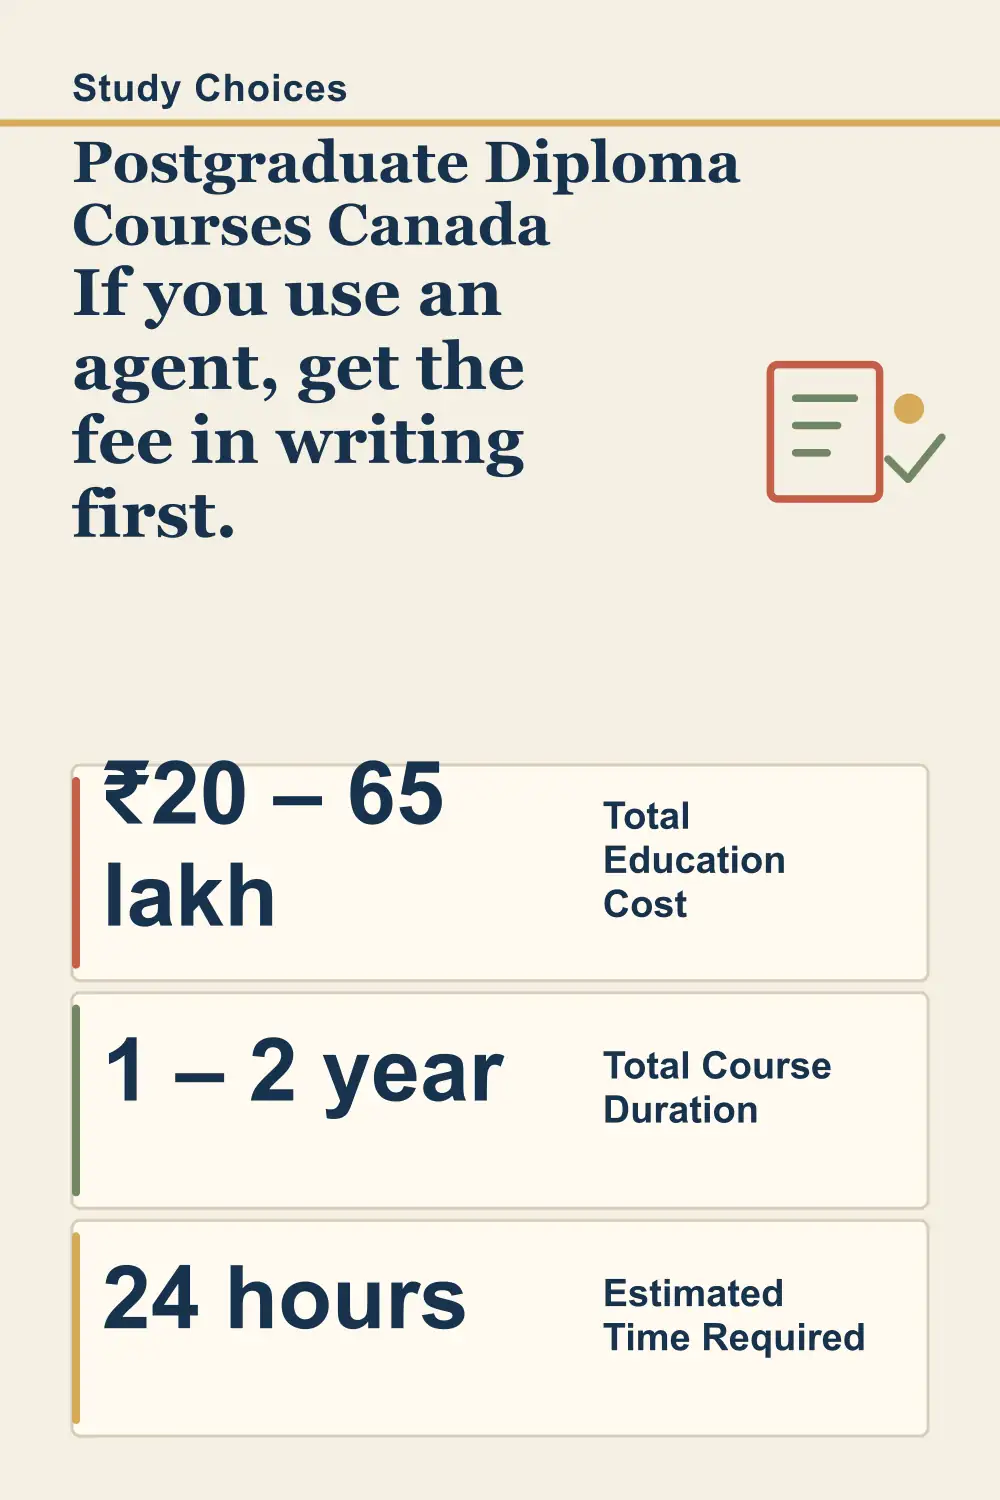 Study Choices
Postgraduate Diploma
Courses Canada
If you use an
agent, get the
fee in writing
first.
₹20 – 65
lakh
Total
Education
Cost
1 – 2 year
Total Course
Duration
24 hours
Estimated
Time Required